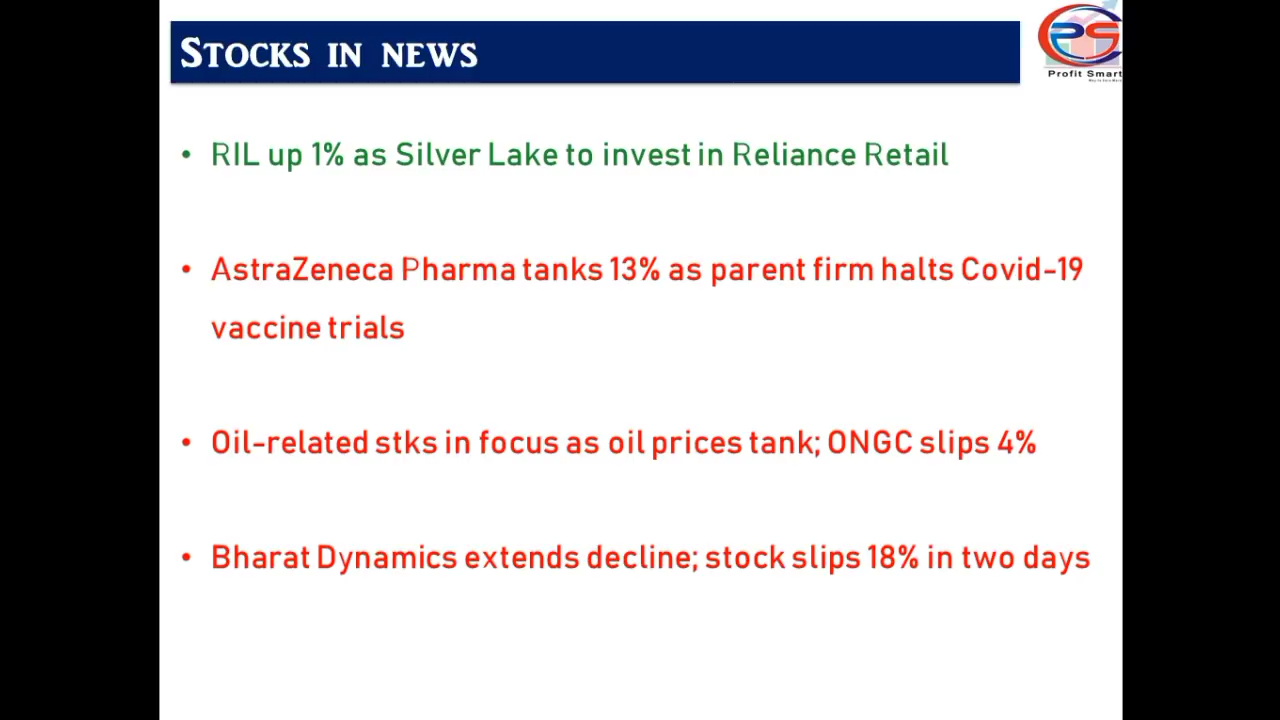 STOCKS IN NEWS
Profit Smart
• RIL up 1% as Silver Lake to invest in Reliance Retail
• AstraZeneca Pharma tanks 13% as parent firm halts Covid-19
vaccine trials
• Oil-related stks in focus as oil prices tank; ONGC slips 4%
• Bharat Dynamics extends decline; stock slips 18% in two days